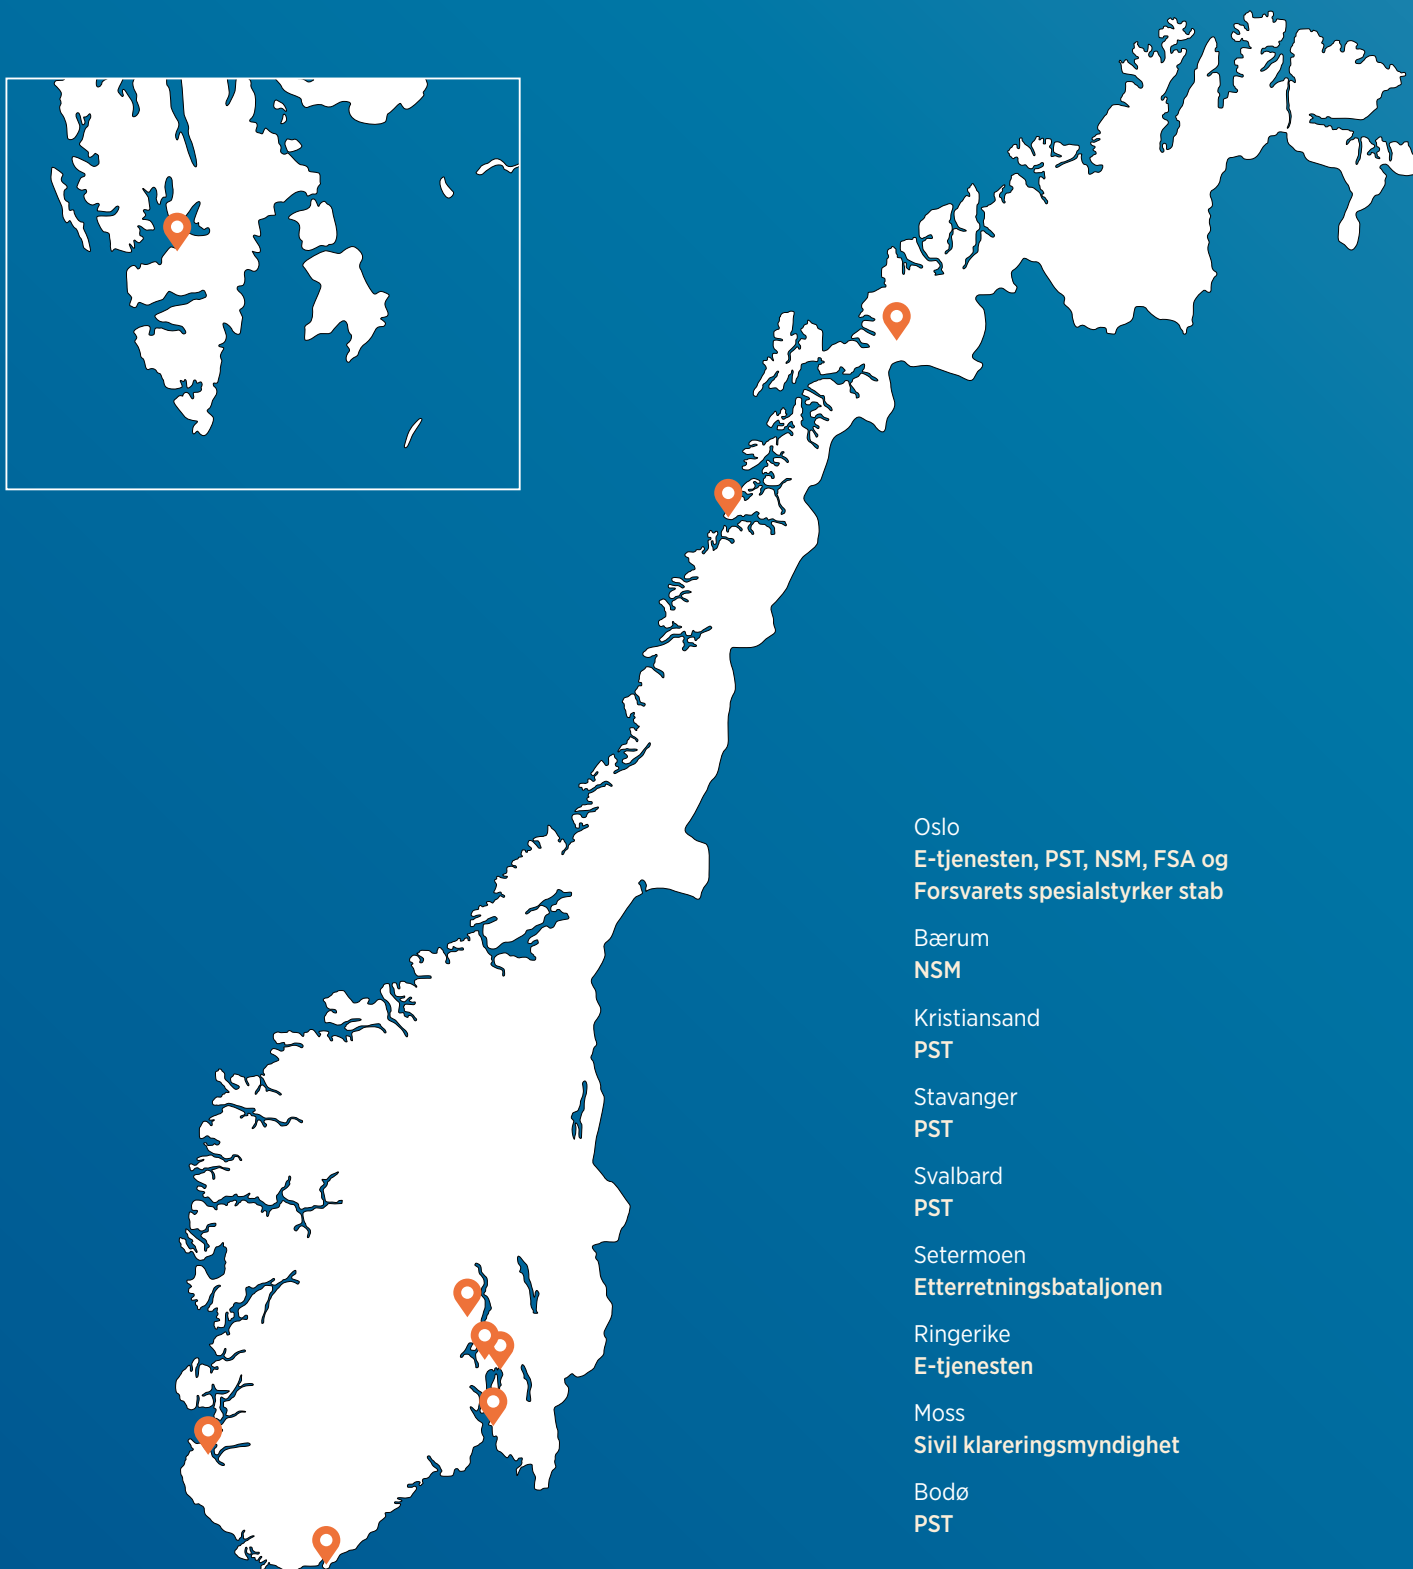 Oslo
E-tjenesten, PST, NSM, FSA og
Forsvarets spesialstyrker stab
Bærum
NSM
Kristiansand
PST
Stavanger
PST
Svalbard
PST
Setermoen
Etterretningsbataljonen
Ringerike
E-tjenesten
Moss
Sivil klareringsmyndighet
Bodø
PST